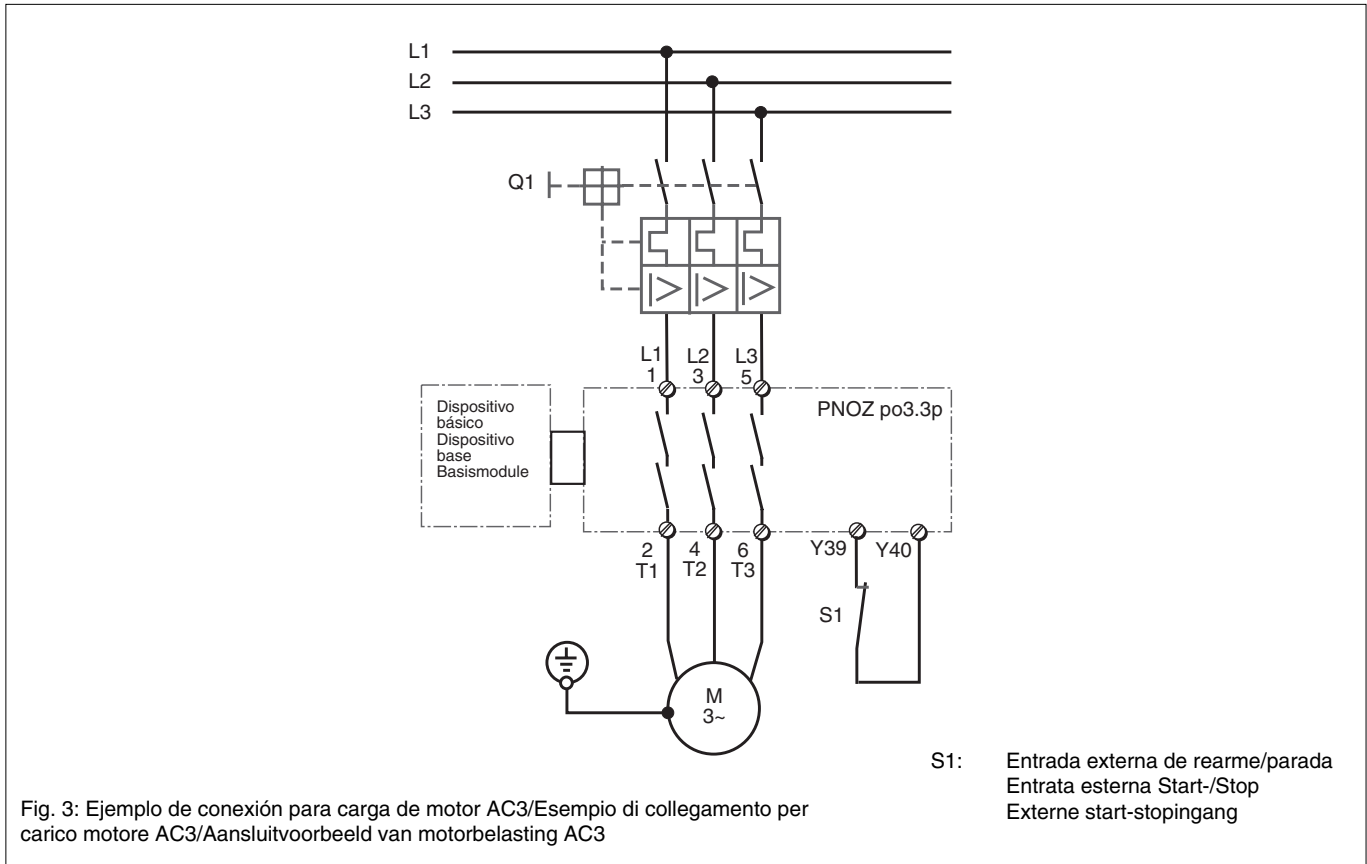 L1
L2
L3
Q1
L1 L2 L3
1 3 5
PNOZ po3.3p
Dispositivo
básico
Dispositivo
base
Basismodule
2 4 6 Y39 Y40
T1 T2 T3
S1
M
3~
S1: Entrada externa de rearme/parada
Entrata esterna Start-/Stop
Externe start-stopingang
Fig. 3: Ejemplo de conexión para carga de motor AC3/Esempio di collegamento per
carico motore AC3/Aansluitvoorbeeld van motorbelasting AC3